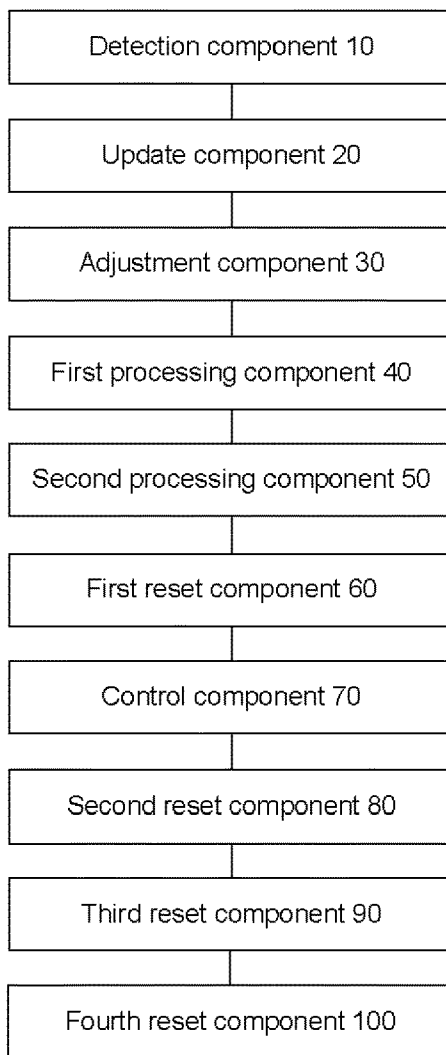 Detection component 10
Update component 20
Adjustment component 30
First processing component 40
Second processing component 50
First reset component 60
Control component 70
Second reset component 80
Third reset component 90
Fourth reset component 100